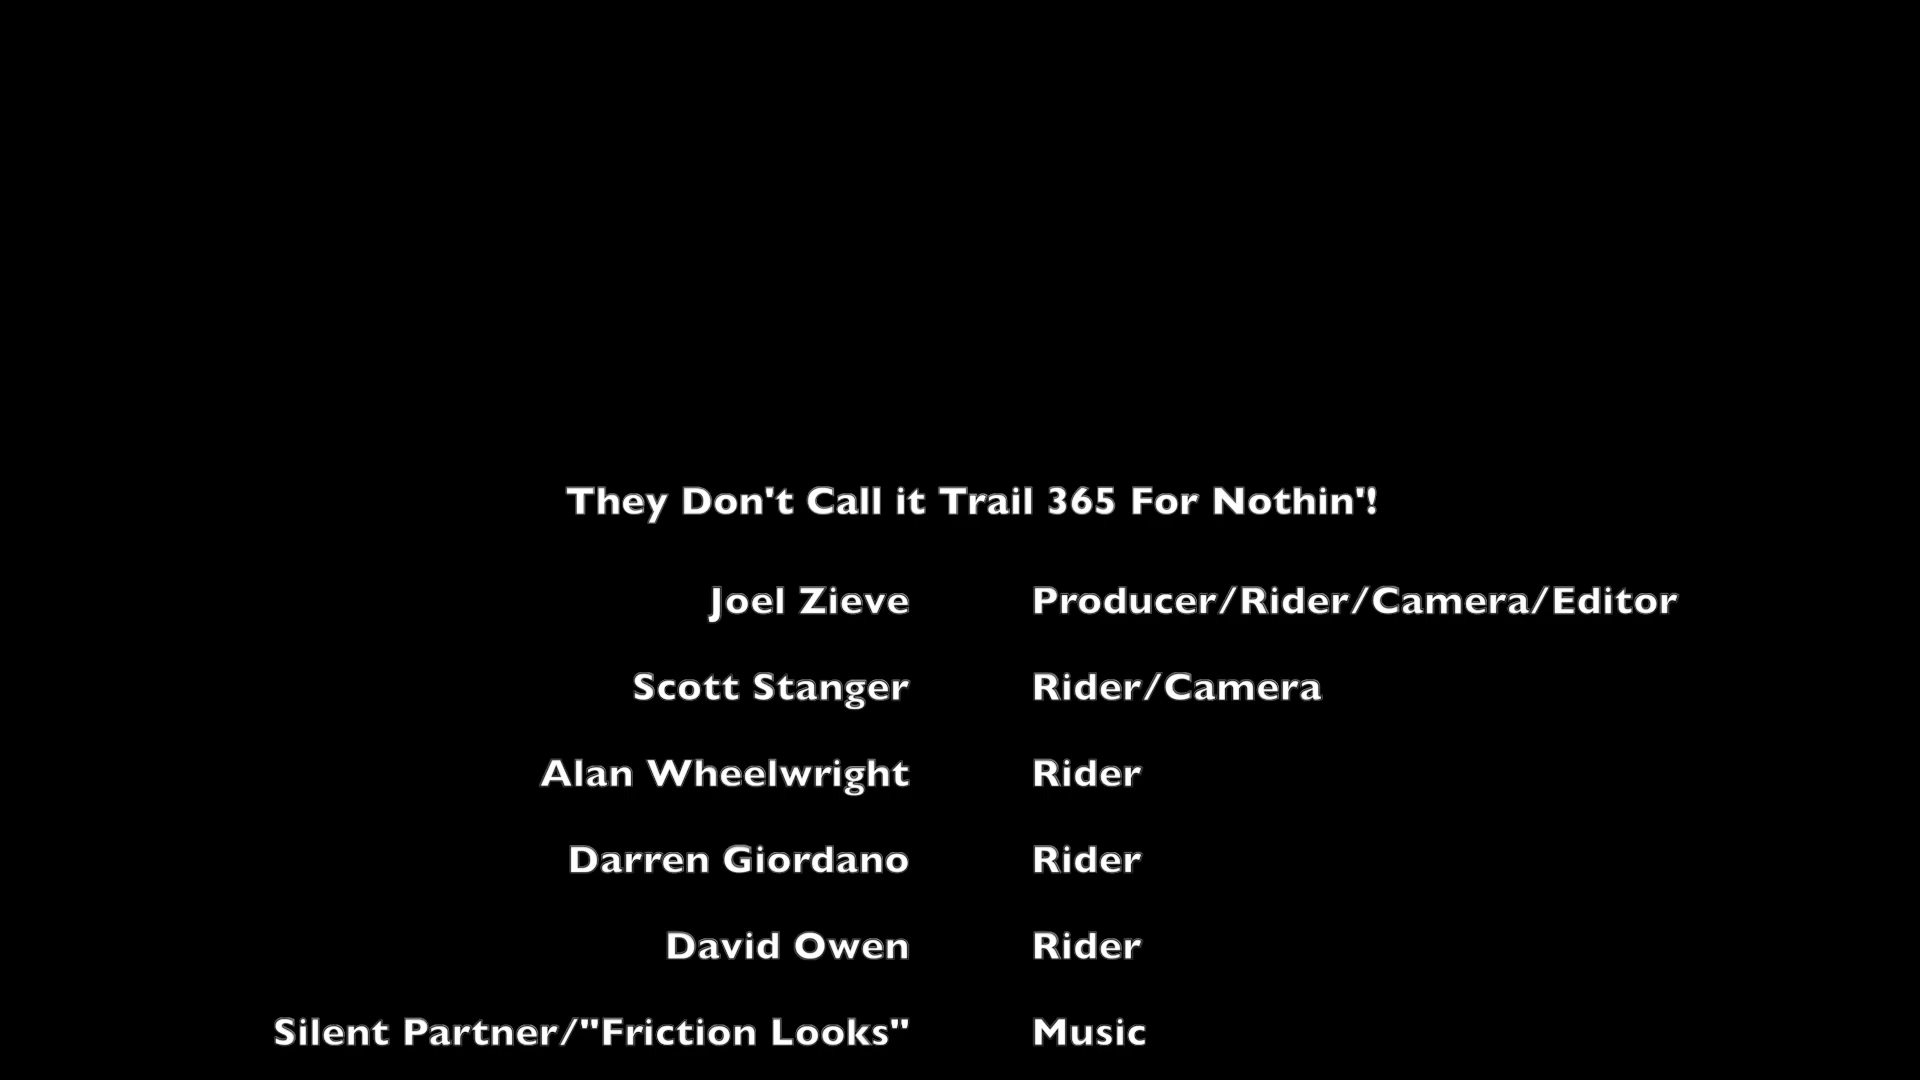 They Don't Call it Trail 365 For Nothin'!
Joel Zieve Producer/Rider/Camera/Editor
Scott Stanger Rider/Camera
Alan Wheelwright Rider
Darren Giordano Rider
David Owen Rider
Silent Partner/"Friction Looks" Music